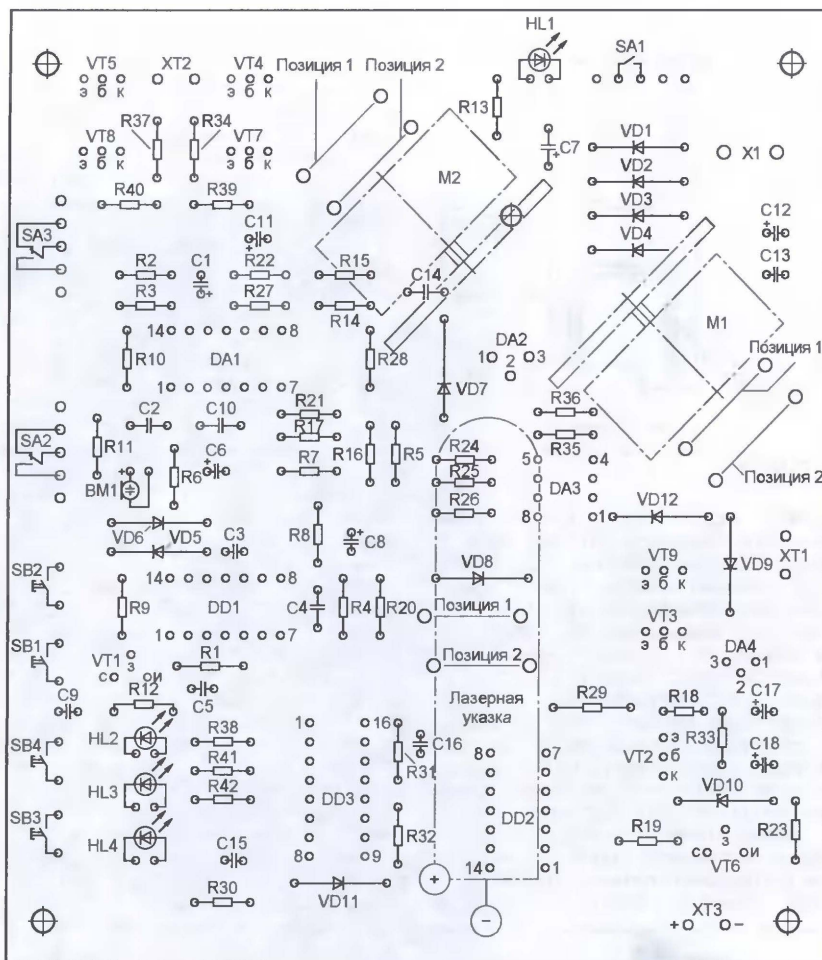 HL1
VT5 XT2 VT4 SA1
Позиция 1 Позиция 2
э б к э б к
R13
R37 R34
VT8 VT7
э б к э б к
C7
+
VD1
VD2
VD3
VD4
X1
M2
R40 R39
C11
+
C12
+
C13
SA3
R2 C1 R22 R15
+
C14
R3 R27 R14
M1
14 8
DA2
1 3
2
Позиция 1
R10 DA1 R28
1 7
VD7
R36
R21
C2 C10
R17
R35
SA2
R11 R16 R5 R24 5 4
C6
+
R6 R7 R25 DA3
Позиция 2
BM1
+
R26 8 1
VD12
VD6 VD5 C3 R8 C8
+
VD9 XT1
VT9
э б к
SB2
14 8
VD8
R9 DD1 C4 R4 R20
Позиция 1
1 7
VT3
э б к
SB1
VT1
з
с и
R1
Позиция 2
DA4
3 1
2
C5
C9 R12
Лазерная
указка
R29 R18 C17
+
1 16
HL2 R38 C16 R33
э
VT2 б
к
C18
+
SB4
R31
8 7
R41
HL3
VD10
R42 DD3 DD2
SB3
HL4
R32
R19
з
с и
VT6
R23
C15
8 9
14 1
+
VD11
R30
–
XT3
+ –